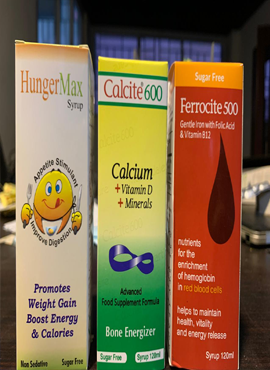 HungerMax
Syrup
Appetite Stimulant
Improve Digestion
Promotes
Weight Gain
Boost Energy
& Calories
Non Sedative Sugar Free
Calcite® 600
Calcium
+Vitamin D
+Minerals
Advanced
Food Supplement Formula
Bone Energizer
Sugar Free Syrup 120ml
Sugar Free
Ferrocite 500
Gentle Iron with Folic Acid
& Vitamin B12
nutrients
for the
enrichment
of hemoglobin
in red blood cells
helps to maintain
health, vitality
and energy release
Syrup 120ml